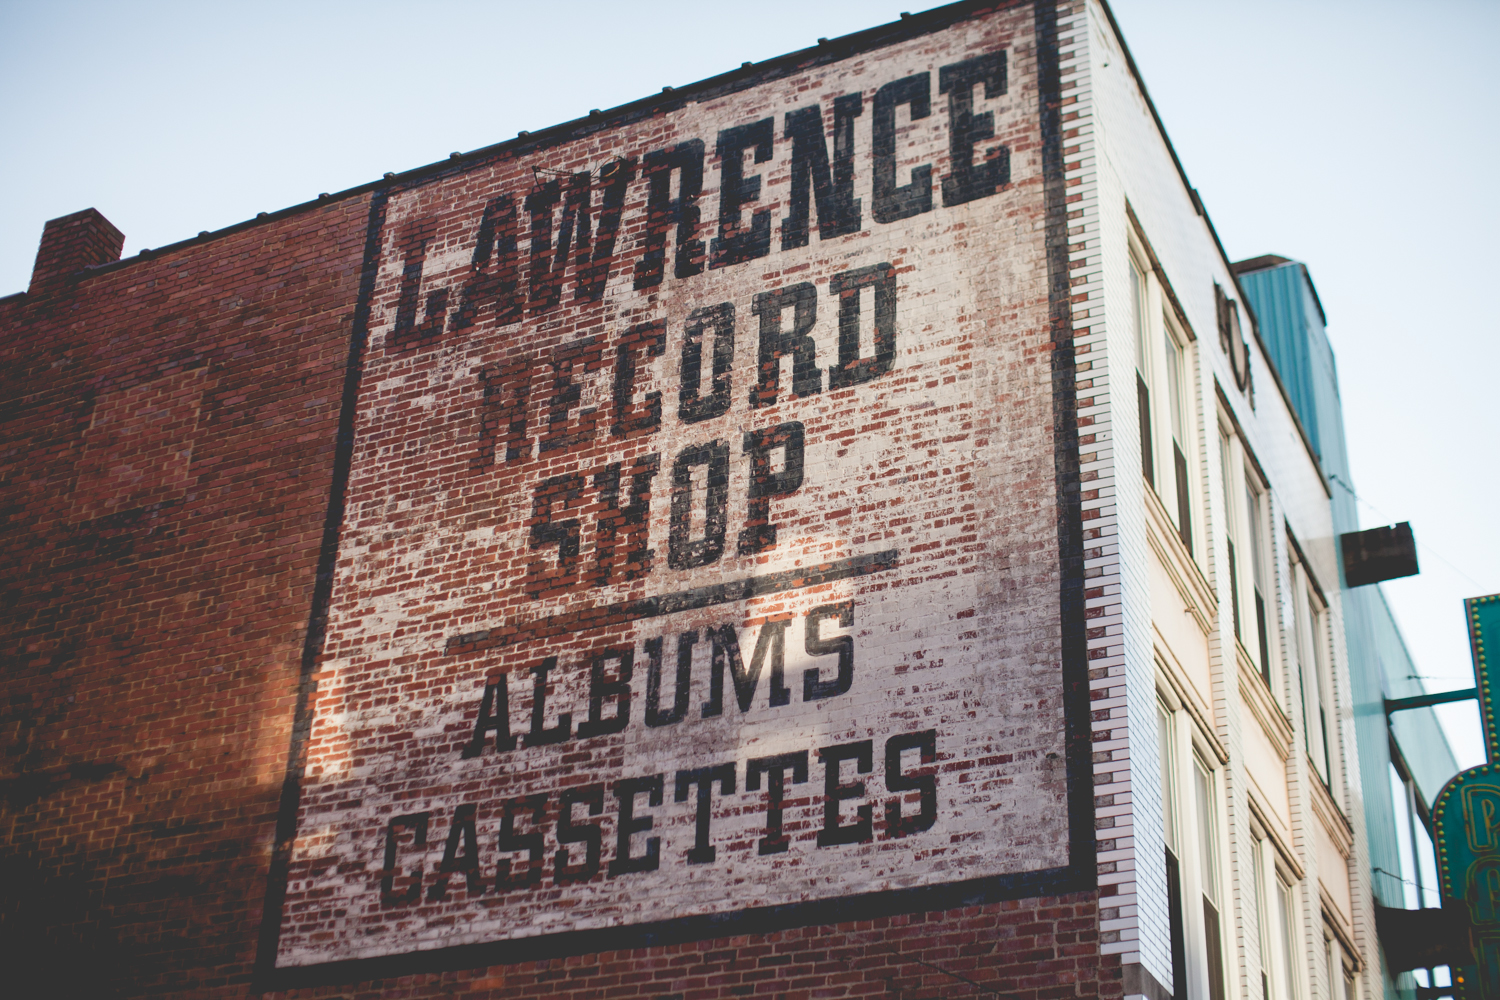 LAWRENCE
RECORD
SHOP
ALBUMS
CASSETTES